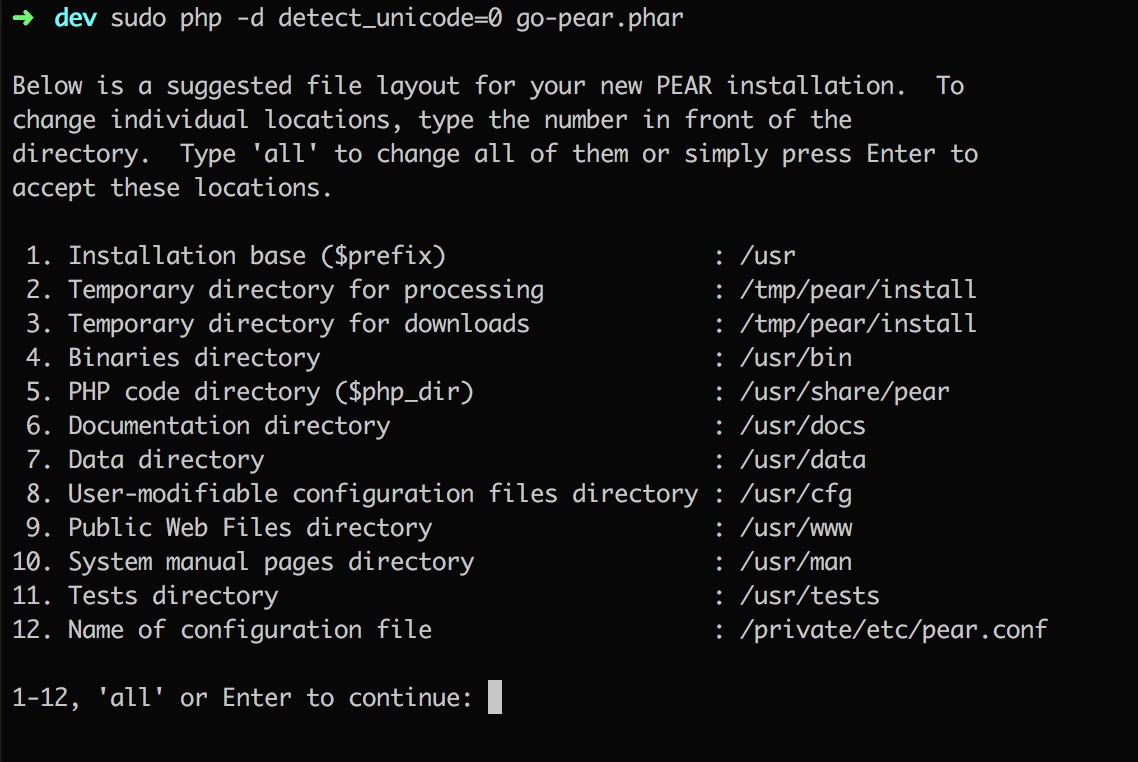 ➜ dev sudo php -d detect_unicode=0 go-pear.phar
Below is a suggested file layout for your new PEAR installation.  To
change individual locations, type the number in front of the
directory.  Type 'all' to change all of them or simply press Enter to
accept these locations.
 1. Installation base ($prefix)                   : /usr
 2. Temporary directory for processing            : /tmp/pear/install
 3. Temporary directory for downloads             : /tmp/pear/install
 4. Binaries directory                            : /usr/bin
 5. PHP code directory ($php_dir)                 : /usr/share/pear
 6. Documentation directory                       : /usr/docs
 7. Data directory                                : /usr/data
 8. User-modifiable configuration files directory : /usr/cfg
 9. Public Web Files directory                    : /usr/www
10. System manual pages directory                 : /usr/man
11. Tests directory                               : /usr/tests
12. Name of configuration file                    : /private/etc/pear.conf
1-12, 'all' or Enter to continue: